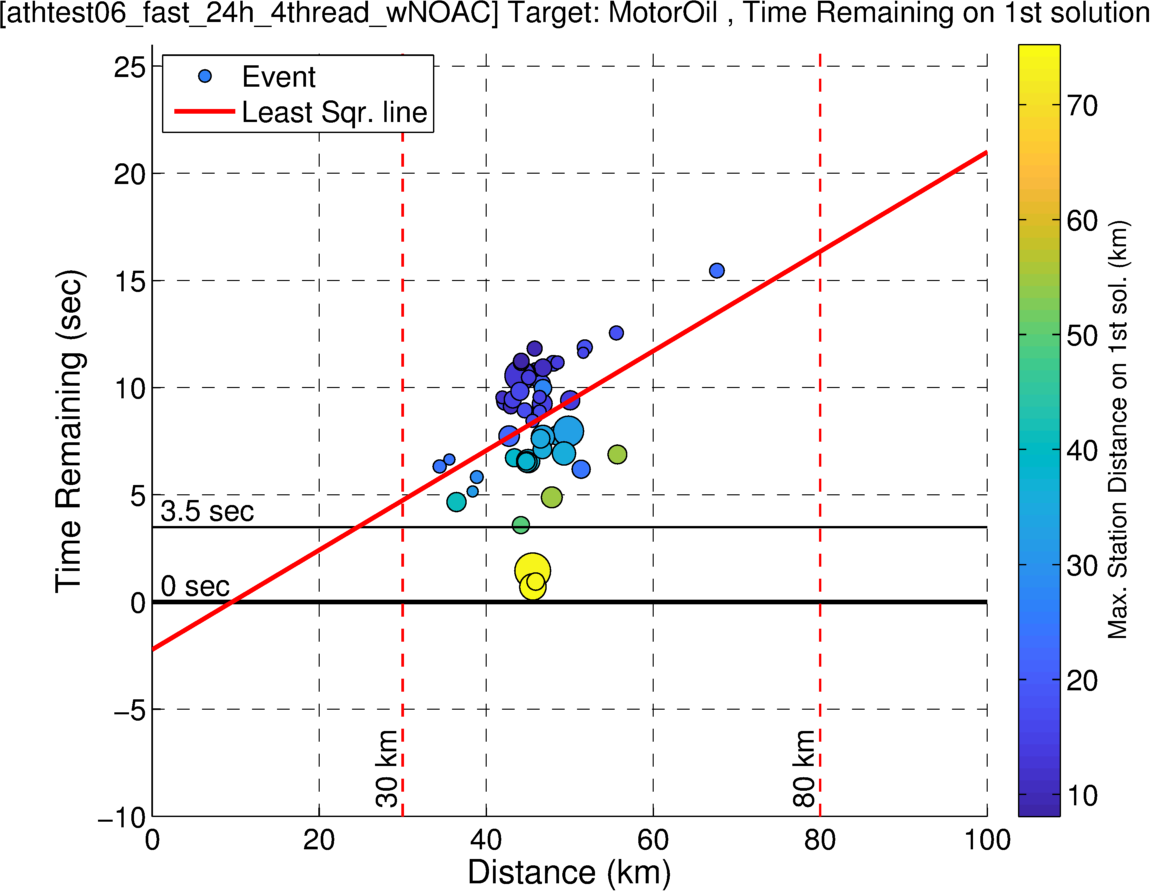 [athtest06_fast_24h_4thread_wNOAC] Target: MotorOil , Time Remaining on 1st solution
Event
Least Sqr. line
25
20
15
10
5
0
−5
−10
Time Remaining (sec)
3.5 sec
0 sec
30 km
80 km
0
20
40
60
80
100
Distance (km)
70
60
50
40
30
20
10
Max. Station Distance on 1st sol. (km)